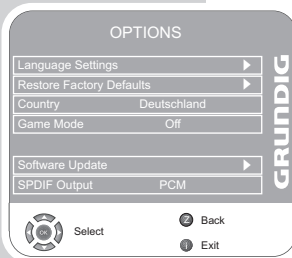 OPTIONS
Language Settings
Restore Factory Defaults
Country Deutschland
Game Mode Off
Software Update
SPDIF Output PCM
GRUNDIG
OK Select
Z Back
i Exit